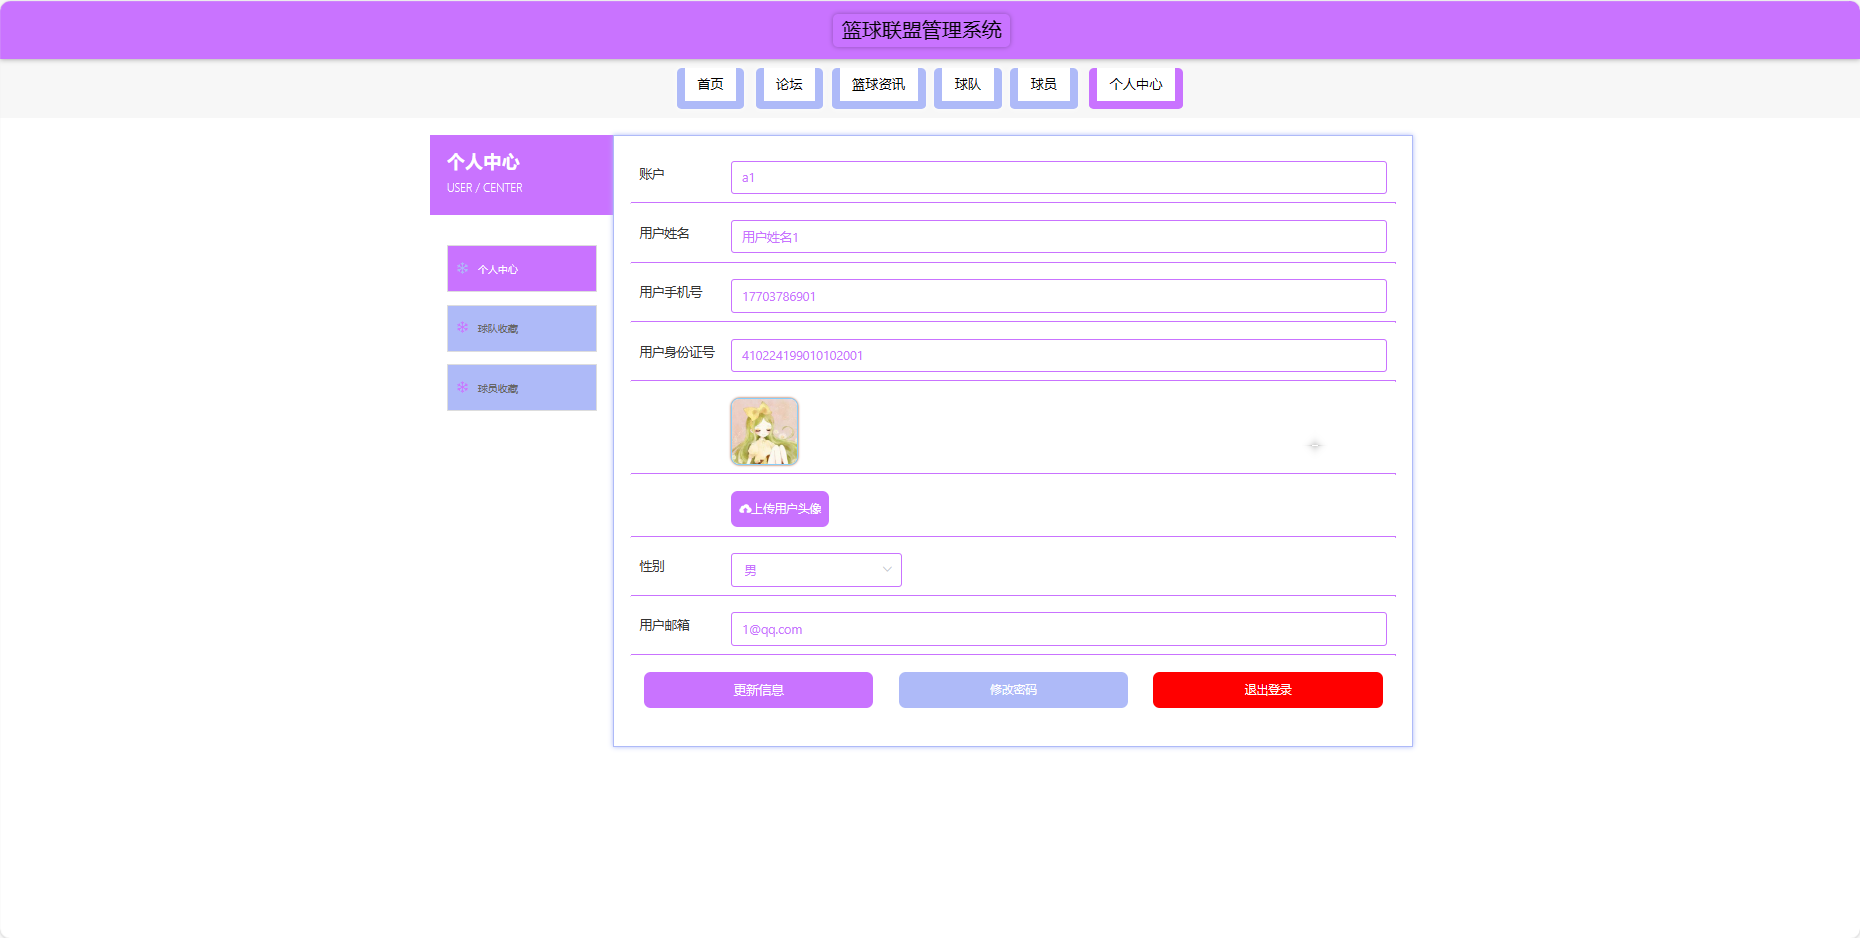 篮球联盟管理系统
首页
论坛
篮球资讯
球队
球员
个人中心
个人中心
USER / CENTER
个人中心
球队收藏
球员收藏
账户
a1
用户姓名
用户姓名1
用户手机号
17703786901
用户身份证号
410224199010102001
上传用户头像
性别
男
用户邮箱
1@qq.com
更新信息
修改密码
退出登录